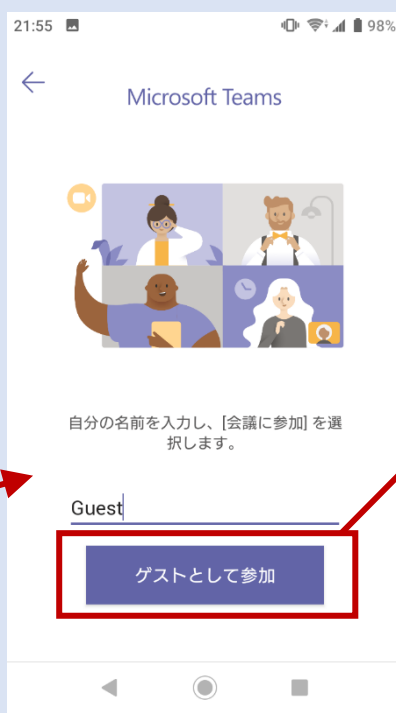 21:55 98%
Microsoft Teams
自分の名前を入力し、[会議に参加] を選
択します。
Guest
ゲストとして参加